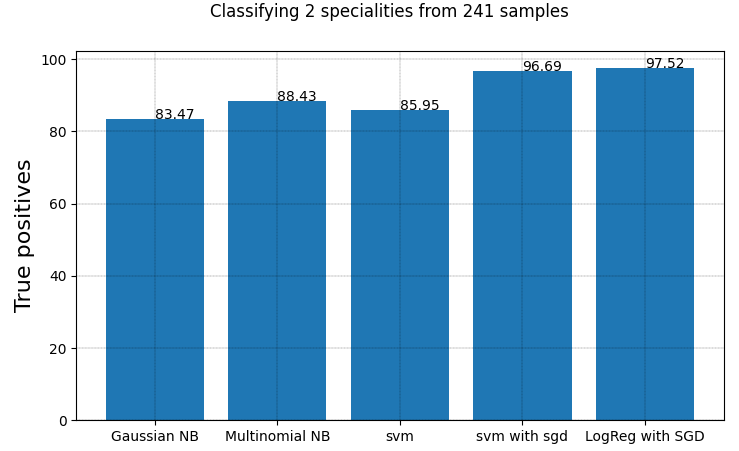 Classifying 2 specialities from 241 samples
True positives
100
80
60
40
20
0
83.47
88.43
85.95
96.69
97.52
Gaussian NB
Multinomial NB
svm
svm with sgd
LogReg with SGD